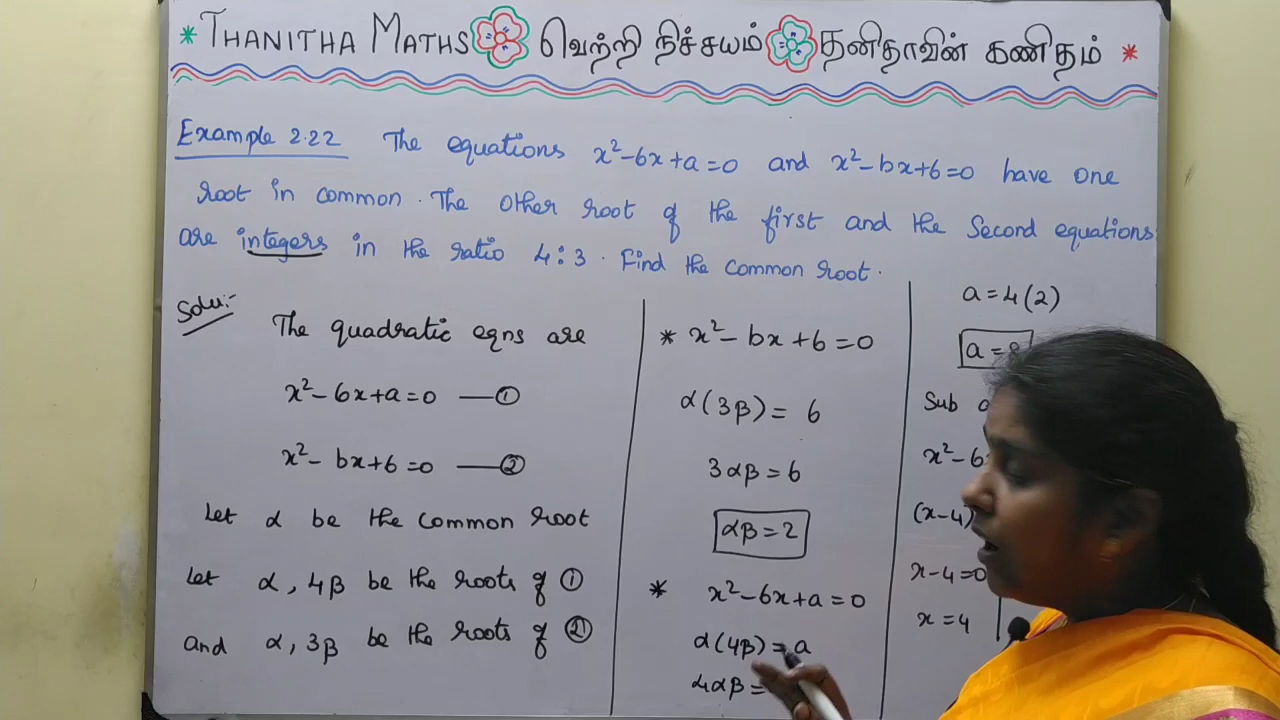 * THANITHA MATHS வெற்றி நிச்சயம் தனிதாவின் கணிதம் *
Example 2.22 The equations x²-6x+a=0 and x²-bx+6=0 have one
root in common. The other root of the first and the Second equations
are integers in the ratio 4:3. Find the common root.
Solu:-
The quadratic eqns are
x²-6x+a=0 —①
x²-bx+6=0 —②
Let α be the common root
Let α, 4β be the roots of ①
and α, 3β be the roots of ②
* x²-bx+6=0
α(3β)= 6
3αβ=6
αβ=2
* x²-6x+a=0
α(4β)=a
4αβ=
a=4(2)
a=8
Sub
x²-6
(x-4)
x-4=0
x=4